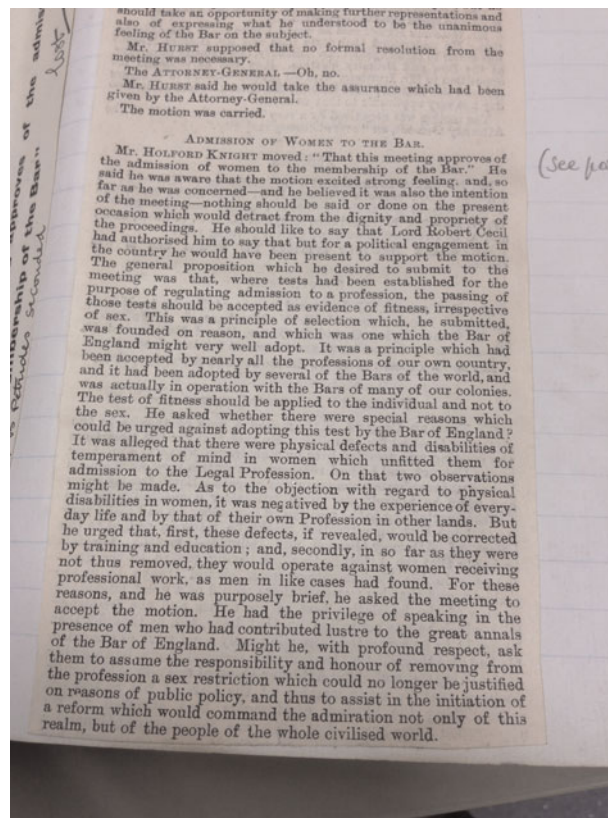 should take an opportunity of making further representations and
also of expressing what he understood to be the unanimous
feeling of the Bar on the subject.
Mr. HURST supposed that no formal resolution from the
meeting was necessary.
The ATTORNEY-GENERAL—Oh, no.
Mr. HURST said he would take the assurance which had been
given by the Attorney-General.
The motion was carried.
ADMISSION OF WOMEN TO THE BAR.
Mr. HOLFORD KNIGHT moved: "That this meeting approves of
the admission of women to the membership of the Bar." He
said he was aware that the motion excited strong feeling, and, so
far as he was concerned—and he believed it was also the intention
of the meeting—nothing should be said or done on the present
occasion which would detract from the dignity and propriety of
the proceedings. He should like to say that Lord Robert Cecil
had authorised him to say that but for a political engagement in
the country he would have been present to support the motion.
The general proposition which he desired to submit to the
meeting was that, where tests had been established for the
purpose of regulating admission to a profession, the passing of
those tests should be accepted as evidence of fitness, irrespective
of sex. This was a principle of selection which, he submitted,
was founded on reason, and which was one which the Bar of
England might very well adopt. It was a principle which had
been accepted by nearly all the professions of our own country,
and it had been adopted by several of the Bars of the world, and
was actually in operation with the Bars of many of our colonies.
The test of fitness should be applied to the individual and not to
the sex. He asked whether there were special reasons which
could be urged against adopting this test by the Bar of England?
It was alleged that there were physical defects and disabilities of
temperament of mind in women which unfitted them for
admission to the Legal Profession. On that two observations
might be made. As to the objection with regard to physical
disabilities in women, it was negatived by the experience of every-
day life and by that of their own Profession in other lands. But
he urged that, first, these defects, if revealed, would be corrected
by training and education; and, secondly, in so far as they were
not thus removed, they would operate against women receiving
professional work, as men in like cases had found. For these
reasons, and he was purposely brief, he asked the meeting to
accept the motion. He had the privilege of speaking in the
presence of men who had contributed lustre to the great annals
of the Bar of England. Might he, with profound respect, ask
them to assume the responsibility and honour of removing from
the profession a sex restriction which could no longer be justified
on reasons of public policy, and thus to assist in the initiation of
a reform which would command the admiration not only of this
realm, but of the people of the whole civilised world.
(see
approves of the admis
mbership of the Bar"
seconded
lost